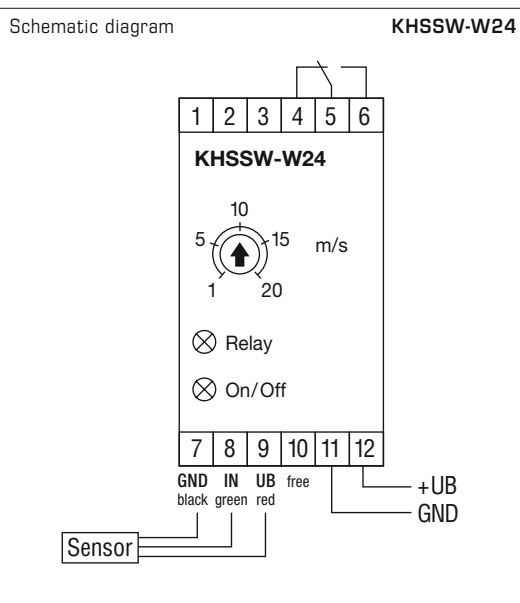 Schematic diagram KHSSW-W24
1 2 3 4 5 6
KHSSW-W24
10
5 15 m/s
1 20
Relay
On/Off
7 8 9 10 11 12
GND IN UB free
black green red
+UB
GND
Sensor